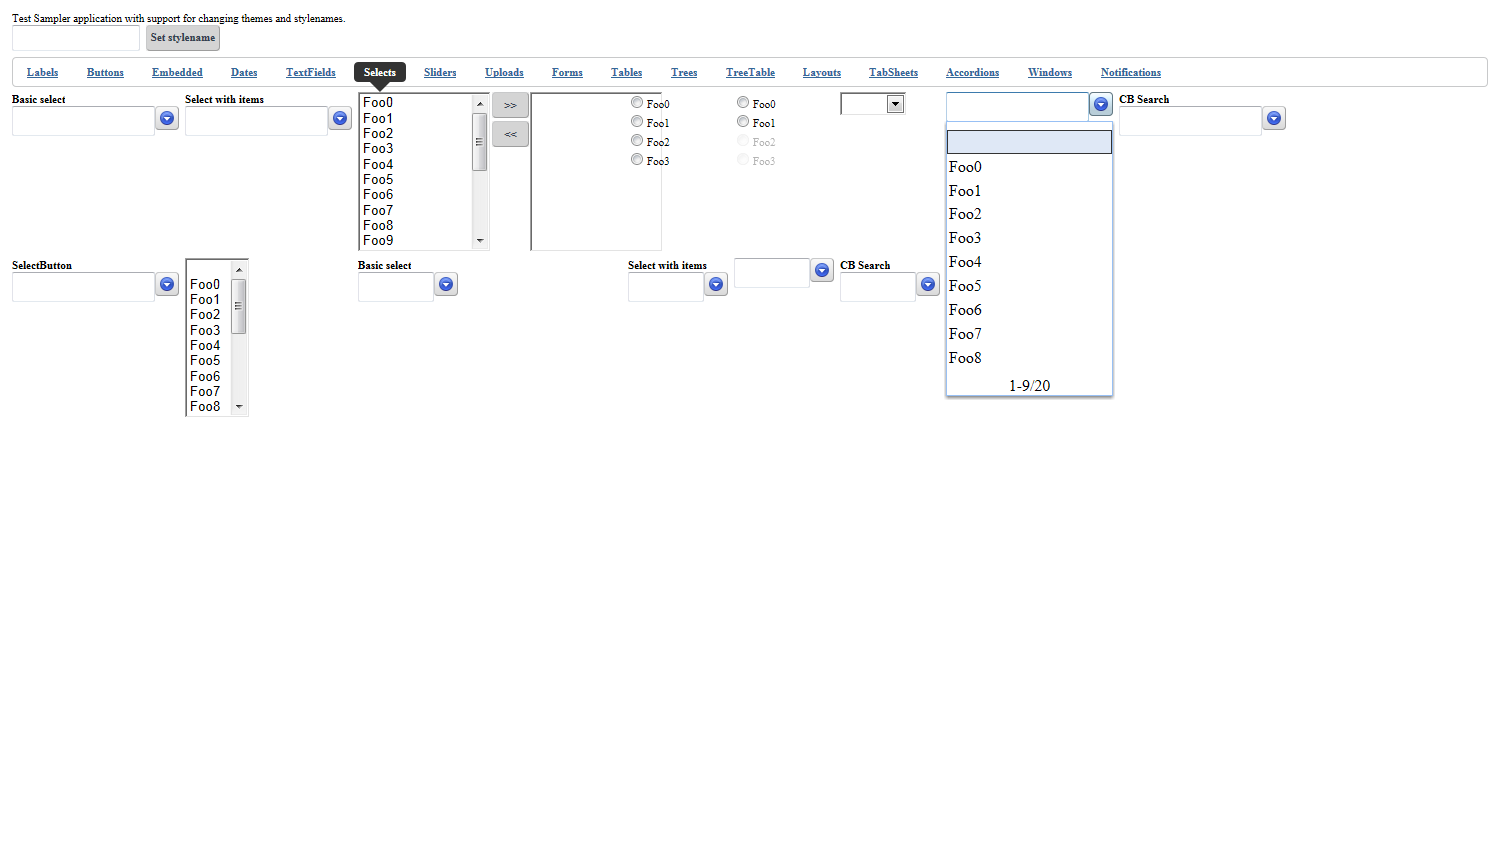 Test Sampler application with support for changing themes and stylenames.
Set stylename
Labels Buttons Embedded Dates TextFields Selects Sliders Uploads Forms Tables Trees TreeTable Layouts TabSheets Accordions Windows Notifications
Basic select
Select with items
Foo0
Foo1
Foo2
Foo3
Foo4
Foo5
Foo6
Foo7
Foo8
Foo9
>>
<<
Foo0
Foo1
Foo2
Foo3
Foo0
Foo1
Foo2
Foo3
Foo0
Foo1
Foo2
Foo3
Foo4
Foo5
Foo6
Foo7
Foo8
1-9/20
CB Search
SelectButton
Foo0
Foo1
Foo2
Foo3
Foo4
Foo5
Foo6
Foo7
Foo8
Basic select
Select with items
CB Search